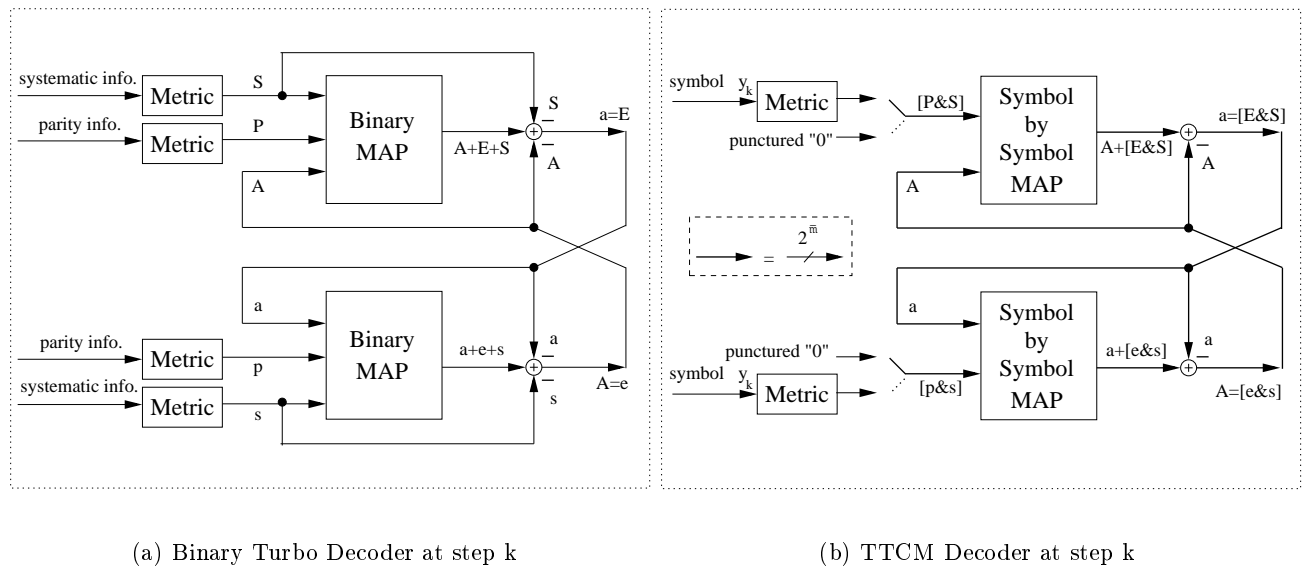 systematic info.
Metric
S
parity info.
Metric
P
A
Binary
MAP
A+E+S
S
−
+
−
A
a=E
a
parity info.
Metric
p
systematic info.
Metric
s
Binary
MAP
a+e+s
a
−
+
−
s
A=e
(a) Binary Turbo Decoder at step k
symbol yk
Metric
[P&S]
punctured "0"
A
Symbol
by
Symbol
MAP
A+[E&S]
+
−
A
a=[E&S]
= 2^m̄
a
punctured "0"
symbol yk
Metric
[p&s]
Symbol
by
Symbol
MAP
a+[e&s]
a
−
+
A=[e&s]
(b) TTCM Decoder at step k